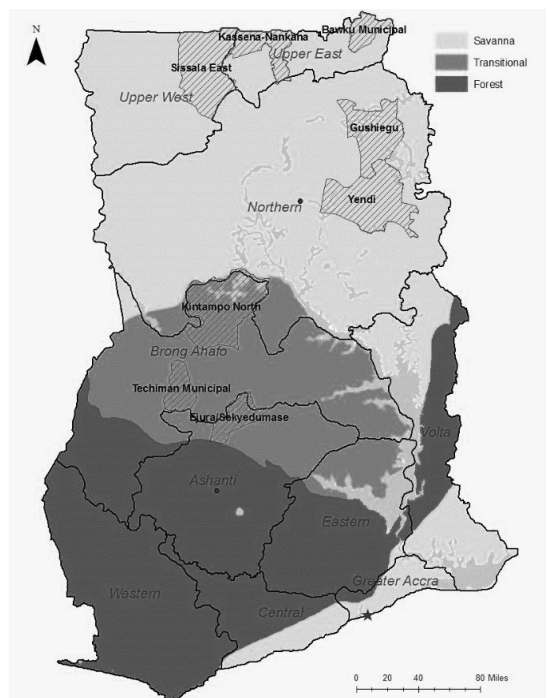 N
Bawku Municipal
Kassena-Nankana
Upper East
Sissala East
Upper West
Savanna
Transitional
Forest
Gushiegu
Yendi
Northern
Kintampo North
Brong Ahafo
Techiman Municipal
Ejura/Sekyedumase
Volta
Ashanti
Eastern
Western
Central
Greater Accra
0 20 40 80 Miles